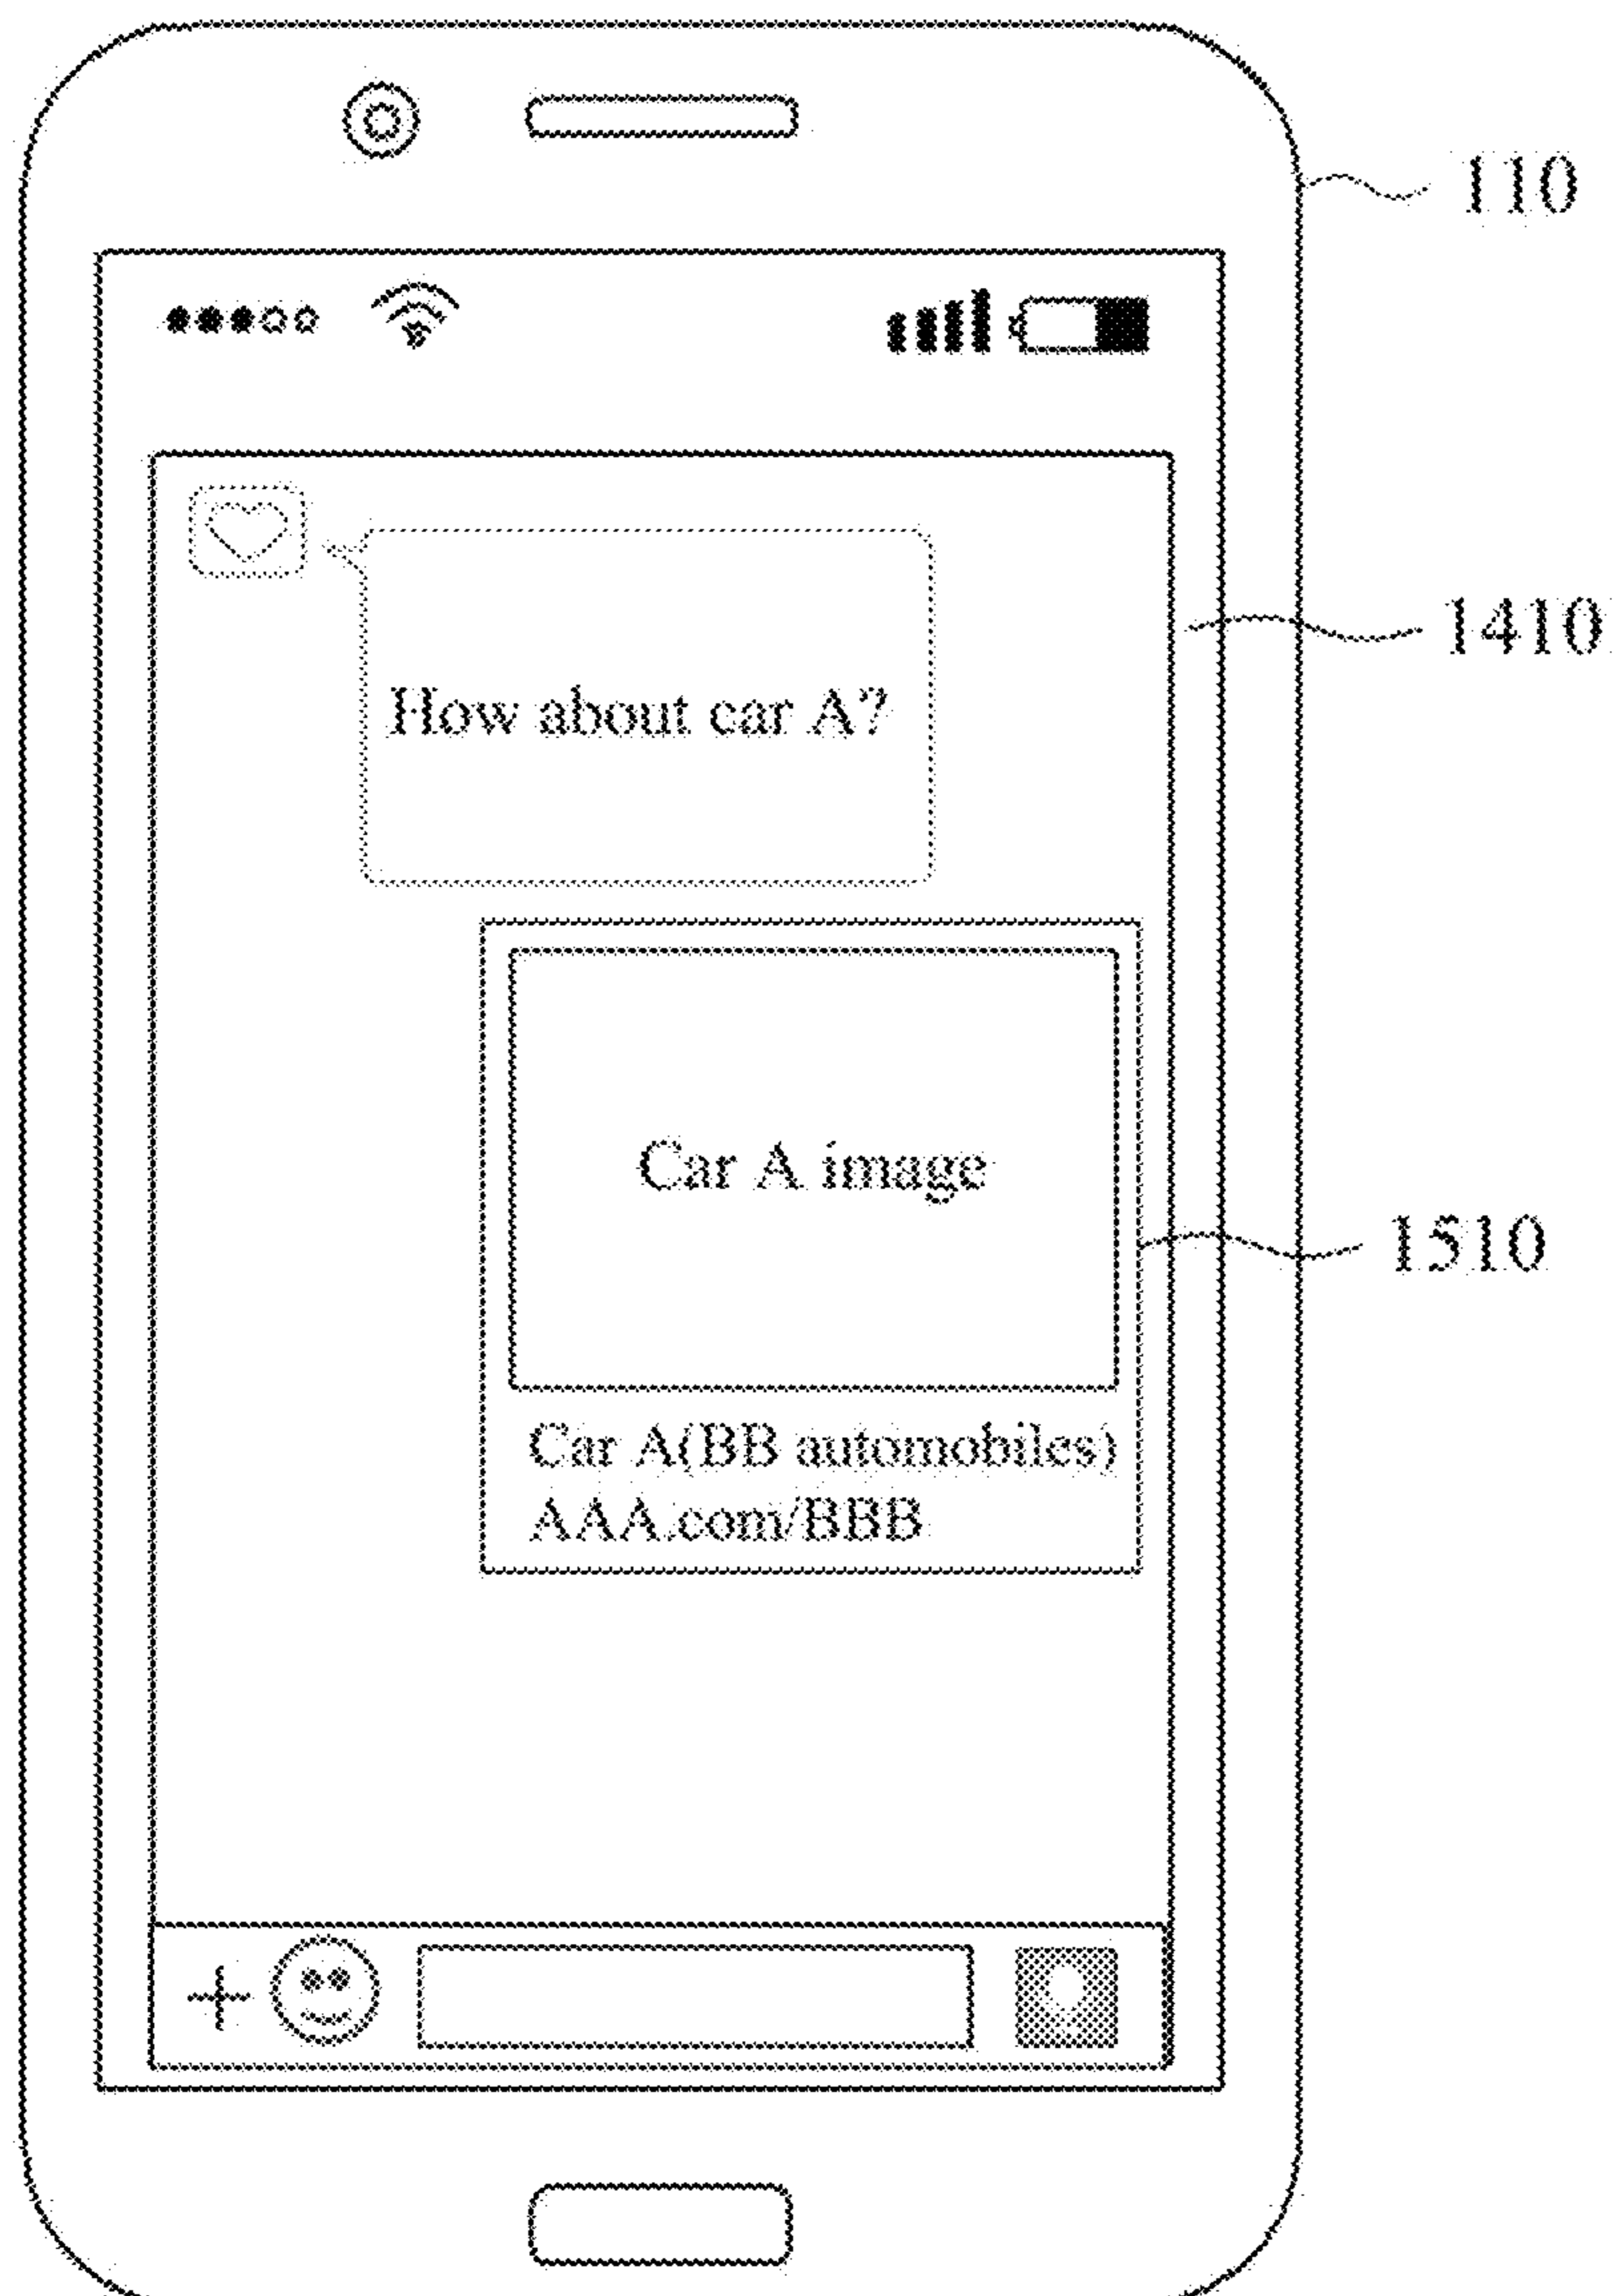 110
1410
How about car A?
Car A image
1510
Car A(BB automobiles)
AAA.com/BBB